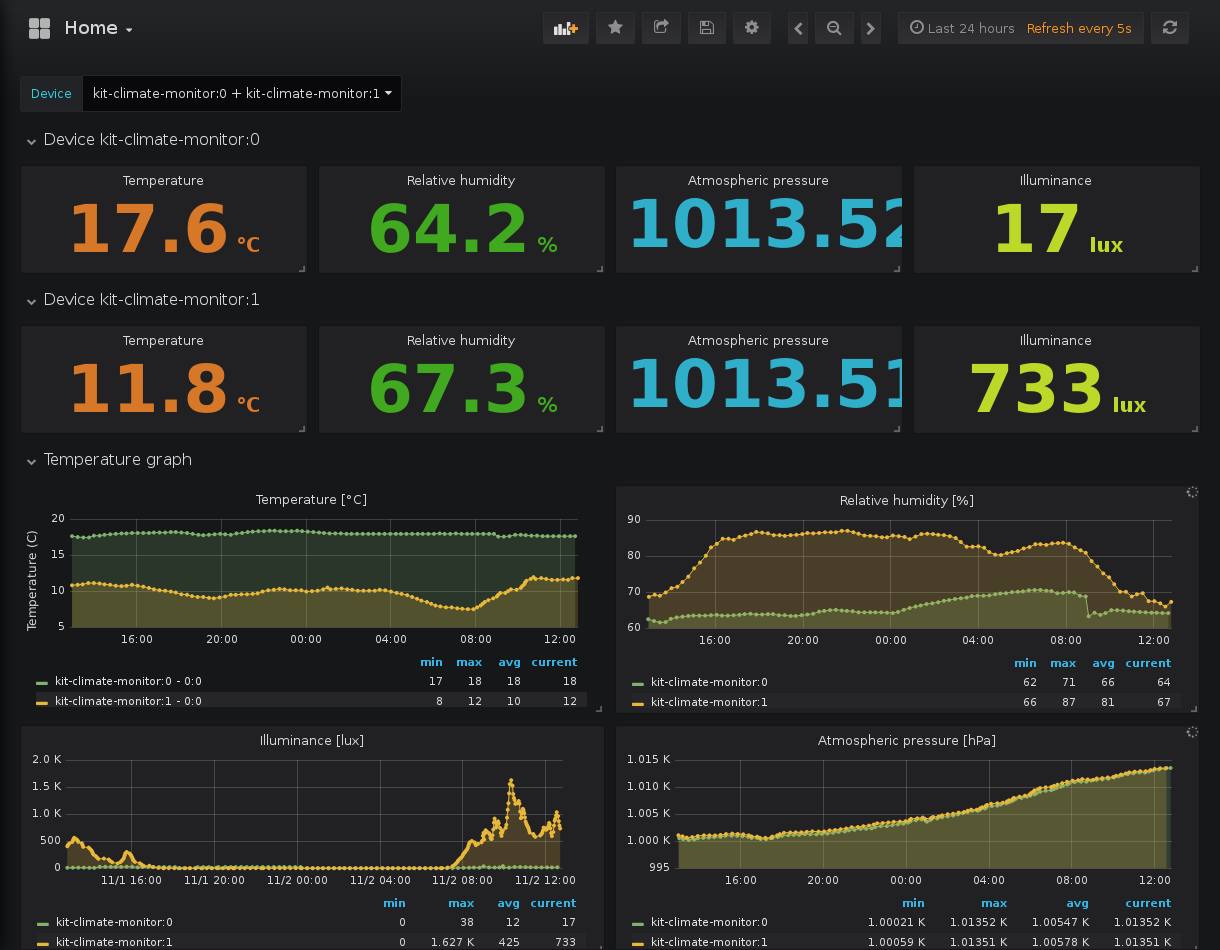 Home
Last 24 hours Refresh every 5s
Device kit-climate-monitor:0 + kit-climate-monitor:1
Device kit-climate-monitor:0
Temperature Relative humidity Atmospheric pressure Illuminance
17.6 °C 64.2 % 1013.52 17 lux
Device kit-climate-monitor:1
Temperature Relative humidity Atmospheric pressure Illuminance
11.8 °C 67.3 % 1013.51 733 lux
Temperature graph
Temperature [°C]
Temperature (C)
20
15
10
5
16:00 20:00 00:00 04:00 08:00 12:00
min max avg current
kit-climate-monitor:0 - 0:0 17 18 18 18
kit-climate-monitor:1 - 0:0 8 12 10 12
Relative humidity [%]
90
80
70
60
16:00 20:00 00:00 04:00 08:00 12:00
min max avg current
kit-climate-monitor:0 62 71 66 64
kit-climate-monitor:1 66 87 81 67
Illuminance [lux]
2.0 K
1.5 K
1.0 K
500
0
11/1 16:00 11/1 20:00 11/2 00:00 11/2 04:00 11/2 08:00 11/2 12:00
min max avg current
kit-climate-monitor:0 0 38 12 17
kit-climate-monitor:1 0 1.627 K 425 733
Atmospheric pressure [hPa]
1.015 K
1.010 K
1.005 K
1.000 K
995
16:00 20:00 00:00 04:00 08:00 12:00
min max avg current
kit-climate-monitor:0 1.00021 K 1.01352 K 1.00547 K 1.01352 K
kit-climate-monitor:1 1.00059 K 1.01351 K 1.00578 K 1.01351 K